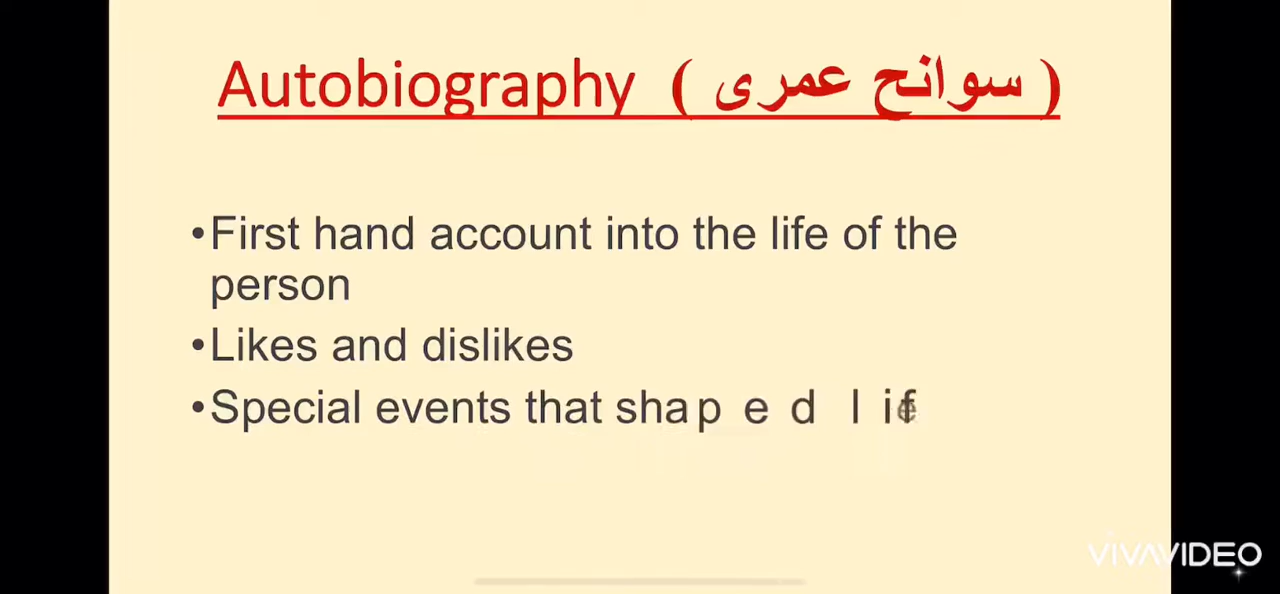 Autobiography ( سوانح عمری )
•First hand account into the life of the
person
•Likes and dislikes
•Special events that shaped life
VIVAVIDEO